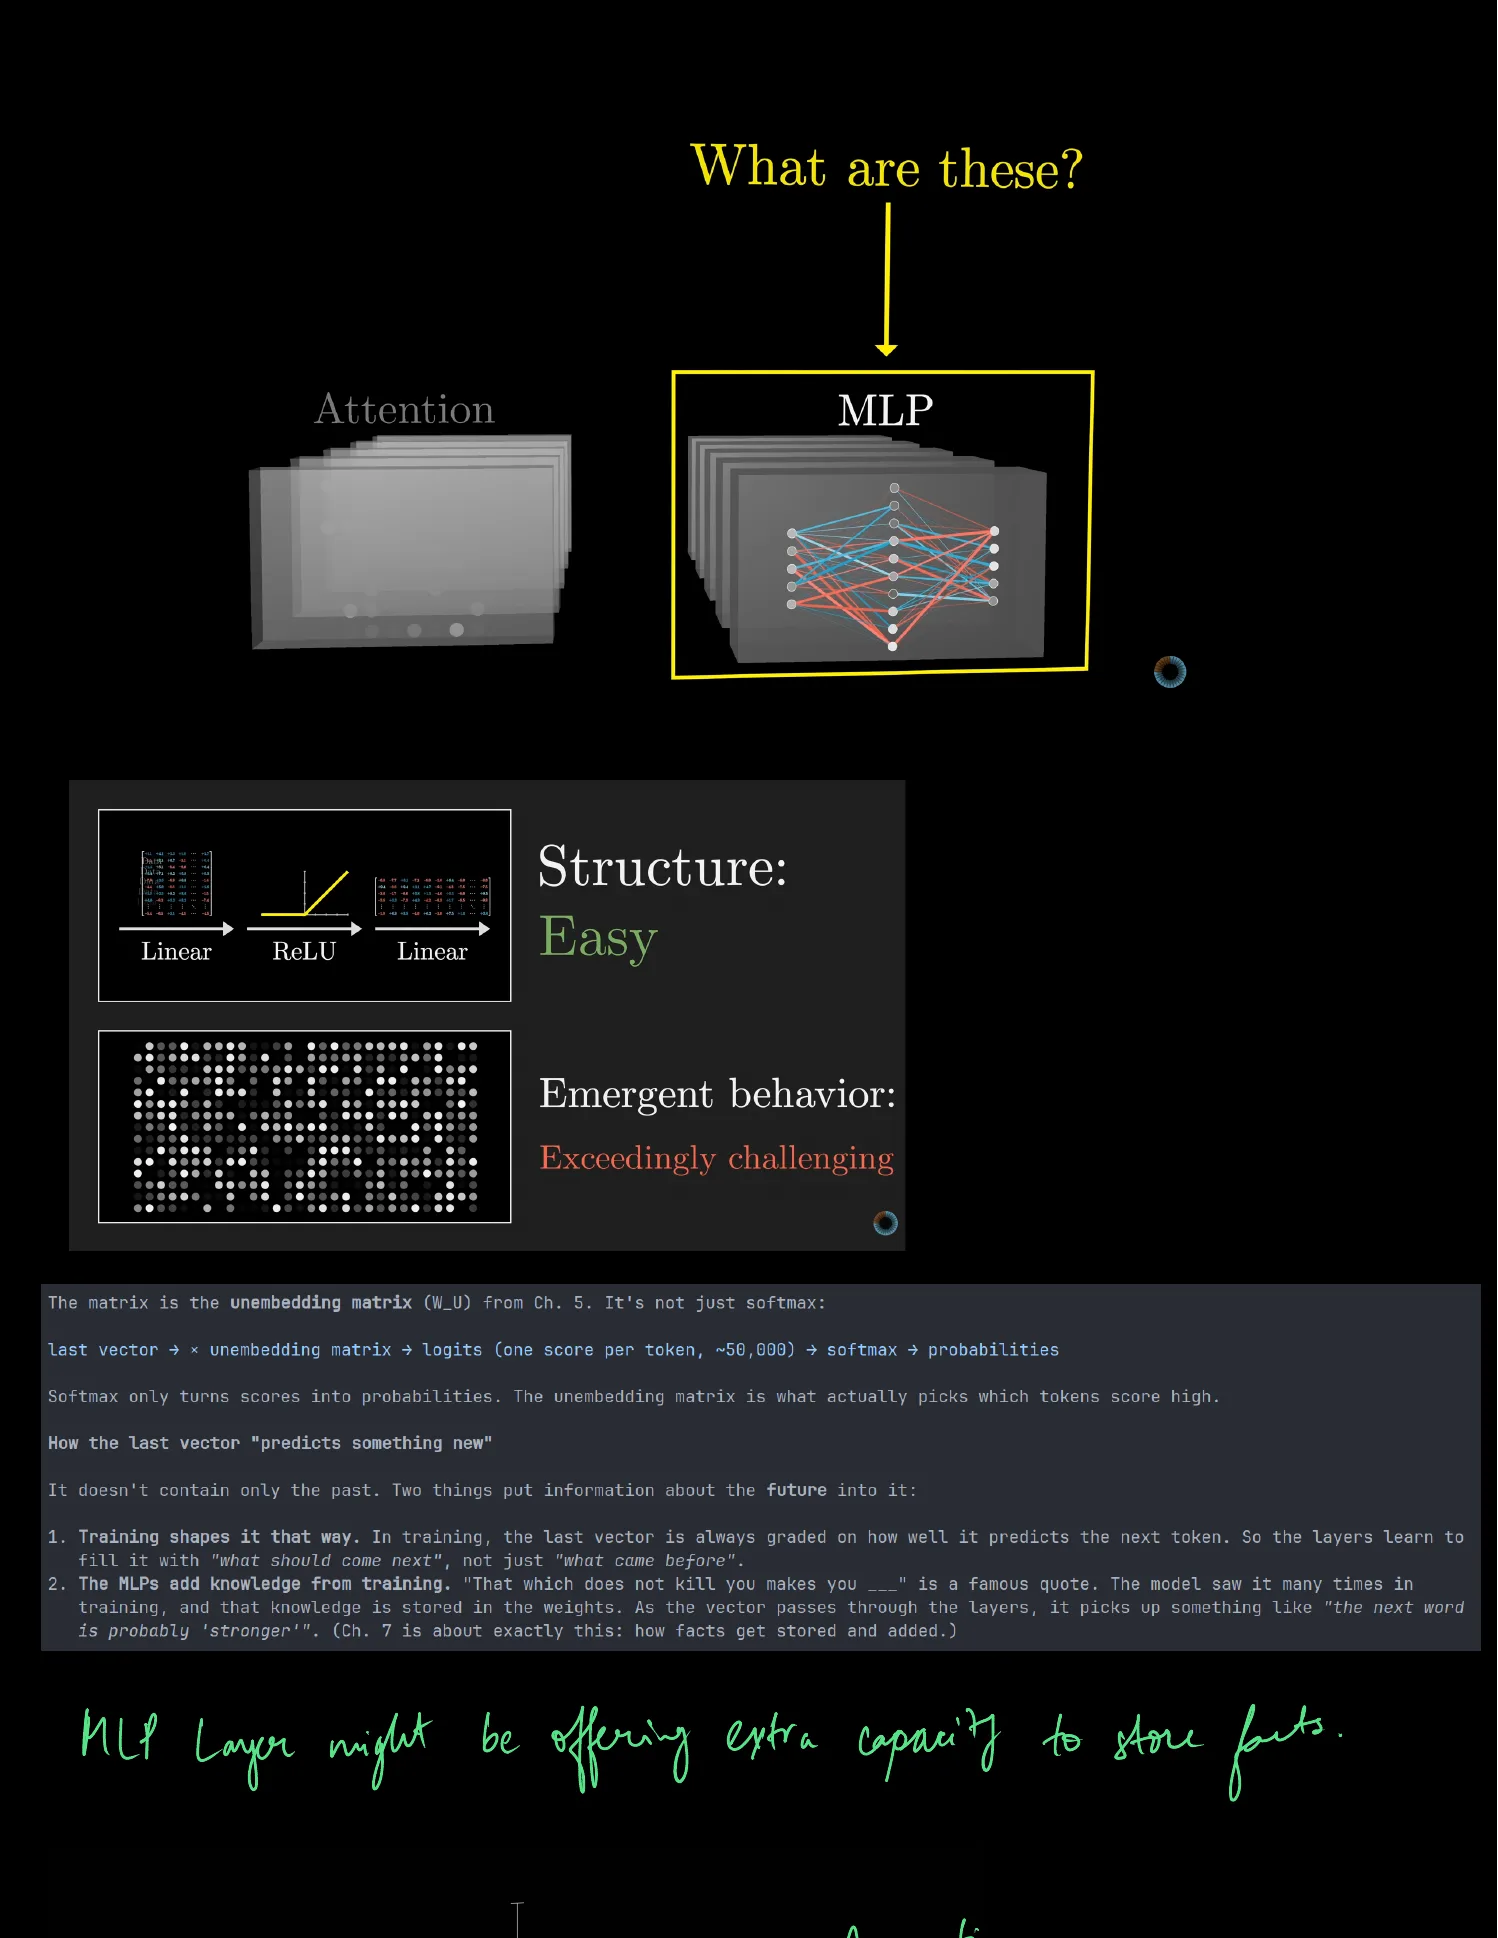 What are these?
Attention
MLP
Structure:
Easy
Linear
ReLU
Linear
Emergent behavior:
Exceedingly challenging
The matrix is the unembedding matrix (W_U) from Ch. 5. It's not just softmax:
last vector → × unembedding matrix → logits (one score per token, ~50,000) → softmax → probabilities
Softmax only turns scores into probabilities. The unembedding matrix is what actually picks which tokens score high.
How the last vector "predicts something new"
It doesn't contain only the past. Two things put information about the future into it:
1. Training shapes it that way. In training, the last vector is always graded on how well it predicts the next token. So the layers learn to
fill it with "what should come next", not just "what came before".
2. The MLPs add knowledge from training. "That which does not kill you makes you ___" is a famous quote. The model saw it many times in
training, and that knowledge is stored in the weights. As the vector passes through the layers, it picks up something like "the next word
is probably 'stronger'". (Ch. 7 is about exactly this: how facts get stored and added.)
MLP Layer might be offering extra capacity to store facts.